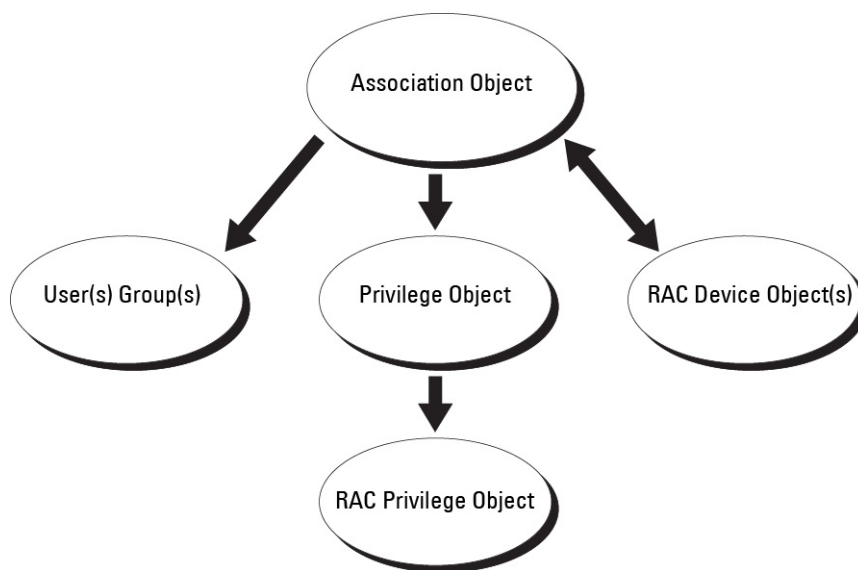 Association Object
User(s) Group(s)
Privilege Object
RAC Device Object(s)
RAC Privilege Object